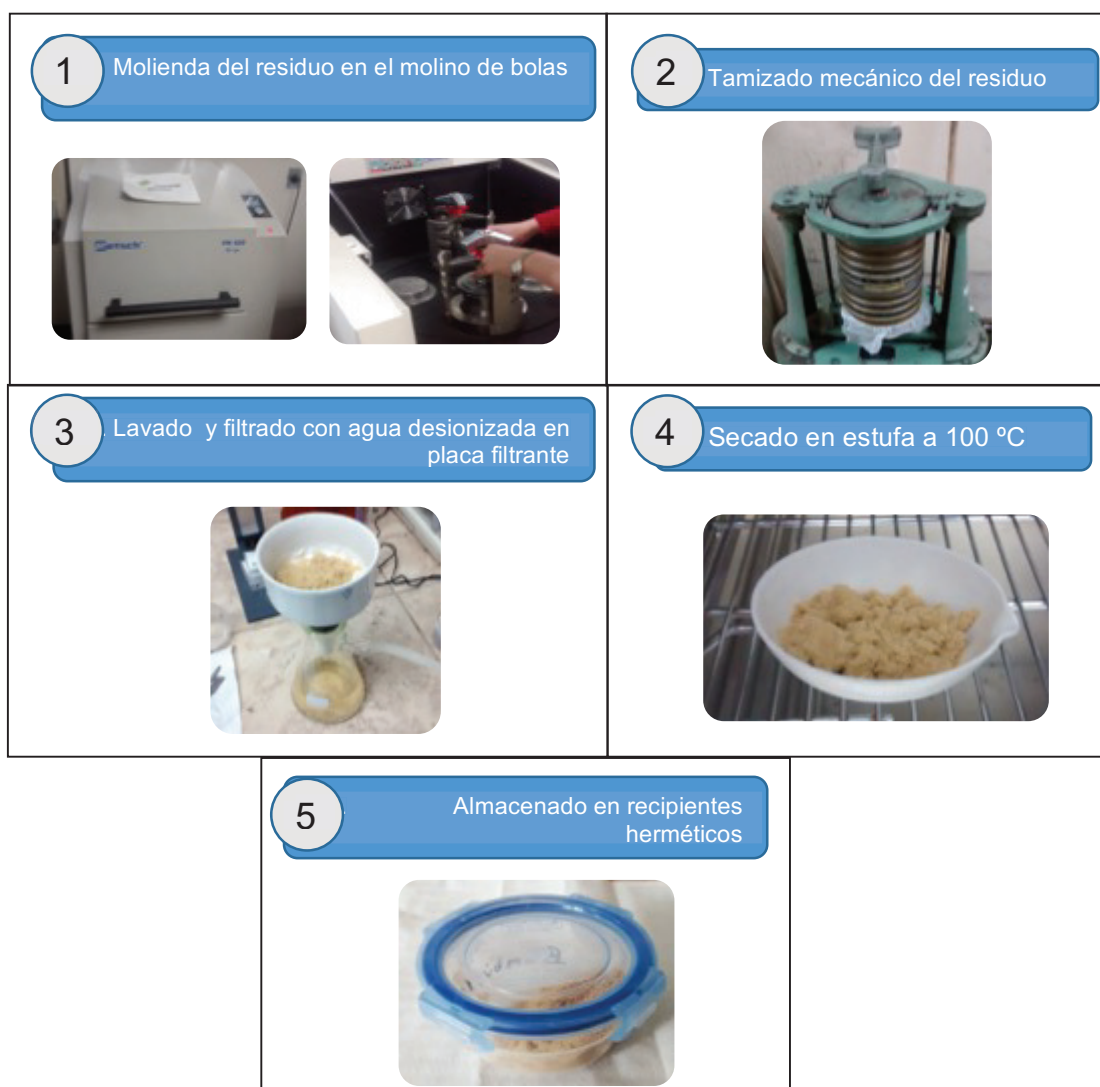 1
Molienda del residuo en el molino de bolas
2
Tamizado mecánico del residuo
Retsch
3
. Lavado y filtrado con agua desionizada en
placa filtrante
4
Secado en estufa a 100 ºC
5
Almacenado en recipientes
herméticos